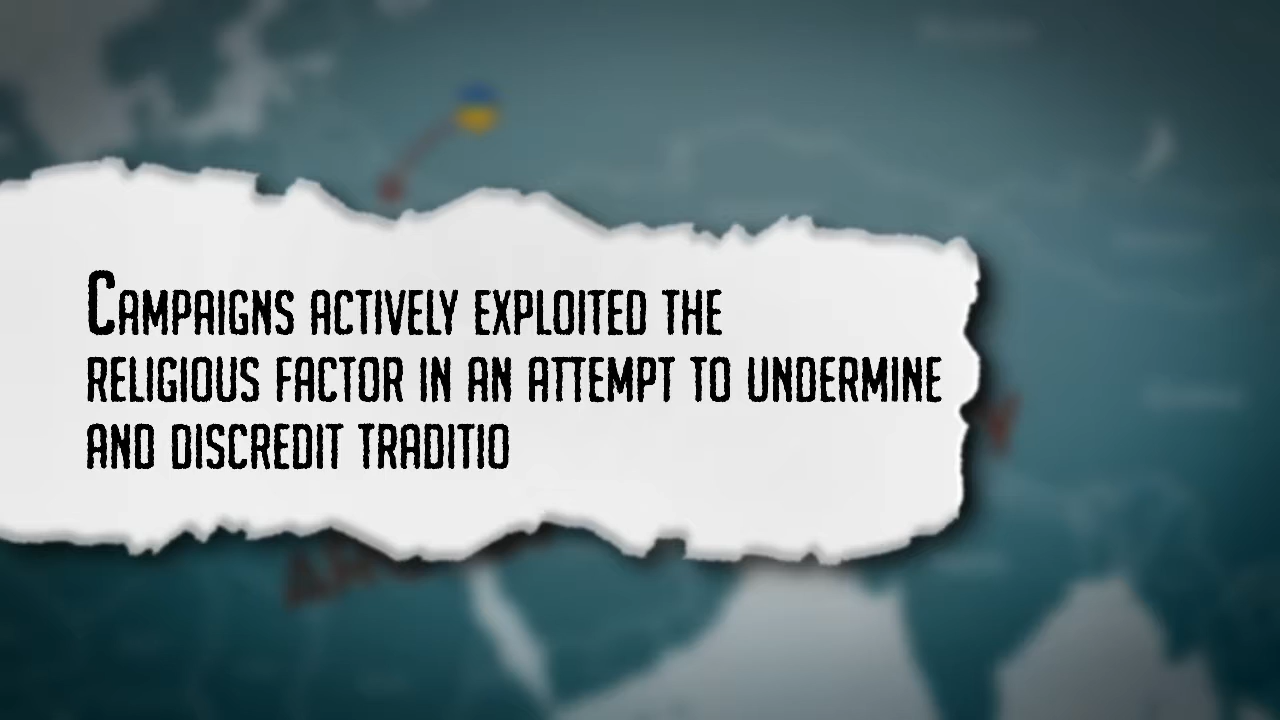 Campaigns actively exploited the
religious factor in an attempt to undermine
and discredit traditio